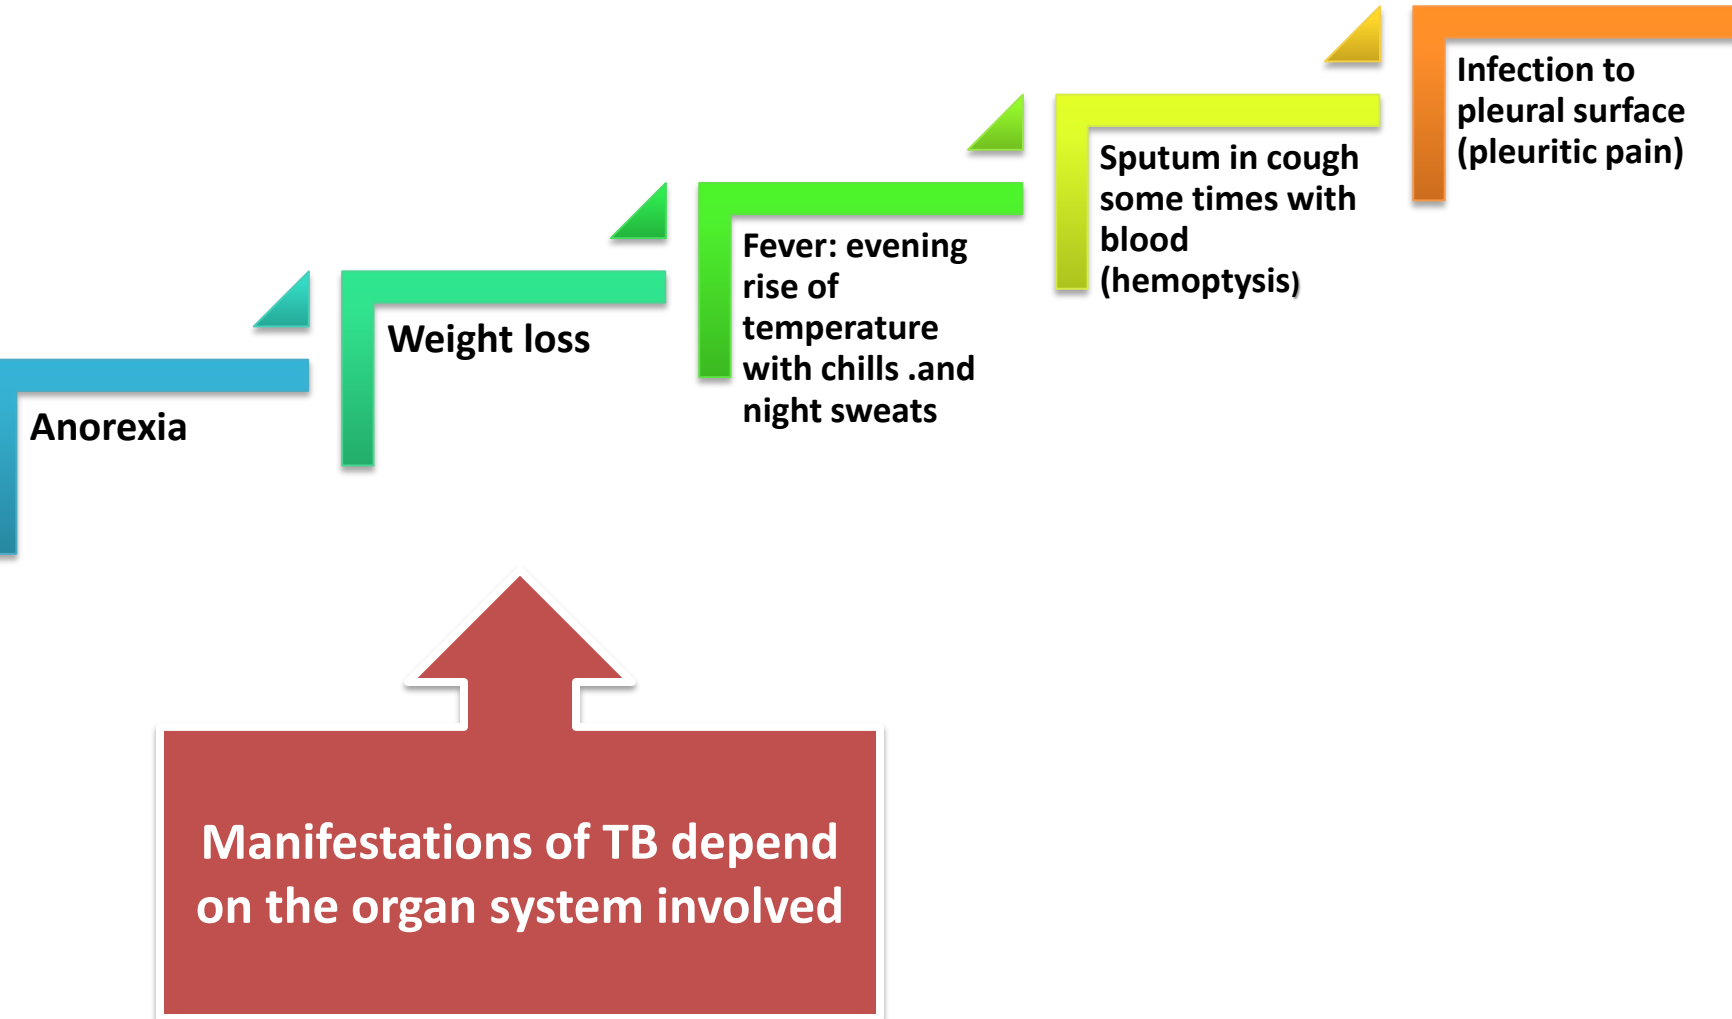 Anorexia
Weight loss
Fever: evening
rise of
temperature
with chills .and
night sweats
Sputum in cough
some times with
blood
(hemoptysis)
Infection to
pleural surface
(pleuritic pain)
Manifestations of TB depend
on the organ system involved